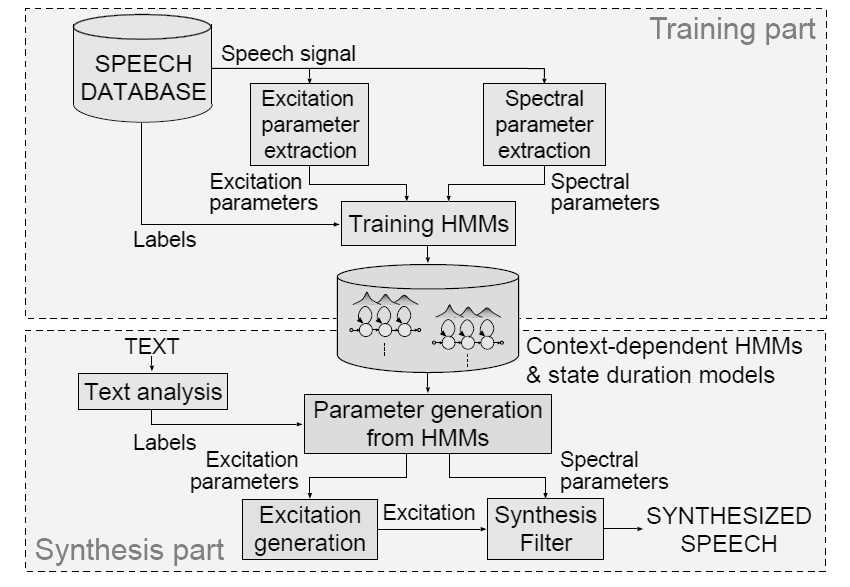 Training part
SPEECH
DATABASE
Speech signal
Excitation
parameter
extraction
Spectral
parameter
extraction
Excitation
parameters
Spectral
parameters
Training HMMs
Labels
Context-dependent HMMs
& state duration models
TEXT
Text analysis
Labels
Parameter generation
from HMMs
Excitation
parameters
Spectral
parameters
Excitation
generation
Excitation
Synthesis
Filter
SYNTHESIZED
SPEECH
Synthesis part